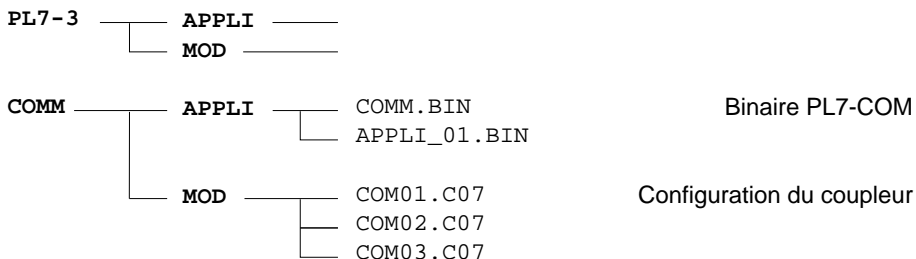 PL7-3 APPLI
MOD
COMM APPLI COMM.BIN Binaire PL7-COM
APPLI_01.BIN
MOD COM01.C07 Configuration du coupleur
COM02.C07
COM03.C07